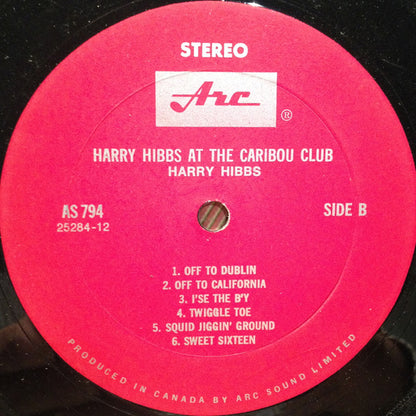 STEREO
Arc ®
HARRY HIBBS AT THE CARIBOU CLUB
HARRY HIBBS
AS 794
25284-12
SIDE B
1. OFF TO DUBLIN
2. OFF TO CALIFORNIA
3. I'SE THE B'Y
4. TWIGGLE TOE
5. SQUID JIGGIN' GROUND
6. SWEET SIXTEEN
PRODUCED IN CANADA BY ARC SOUND LIMITED